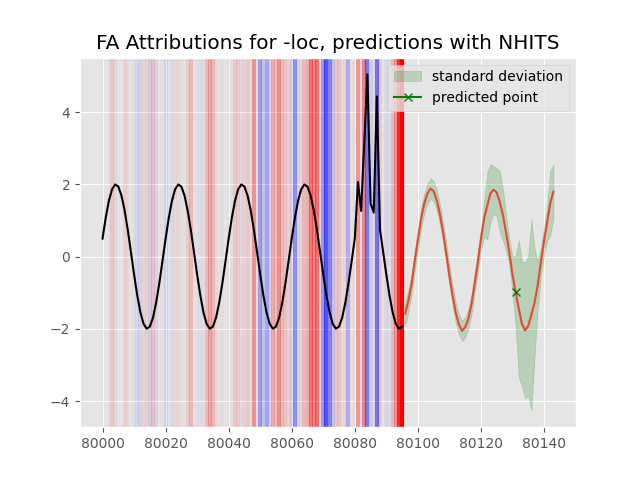 FA Attributions for -loc, predictions with NHITS
standard deviation
predicted point
4
2
0
−2
−4
80000 80020 80040 80060 80080 80100 80120 80140